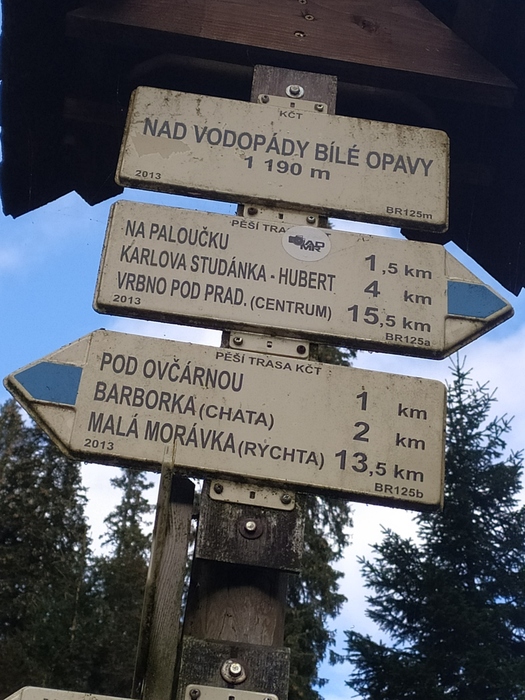 KČT
NAD VODOPÁDY BÍLÉ OPAVY
1 190 m
2013 BR125m
PĚŠÍ TRASA KČT
NA PALOUČKU 1,5 km
KARLOVA STUDÁNKA - HUBERT 4 km
VRBNO POD PRAD. (CENTRUM) 15,5 km
2013 BR125a
PĚŠÍ TRASA KČT
POD OVČÁRNOU 1 km
BARBORKA (CHATA) 2 km
MALÁ MORÁVKA (RYCHTA) 13,5 km
2013 BR125b